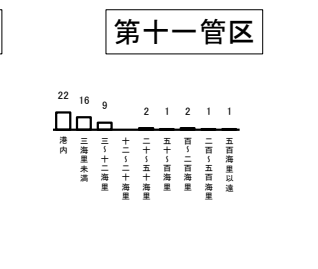 第十一管区
22 16 9 2 1 2 1 1
港内
三海里未満
三～十二海里
十二～二十海里
二十～五十海里
五十～百海里
百～二百海里
二百～五百海里
五百海里以遠